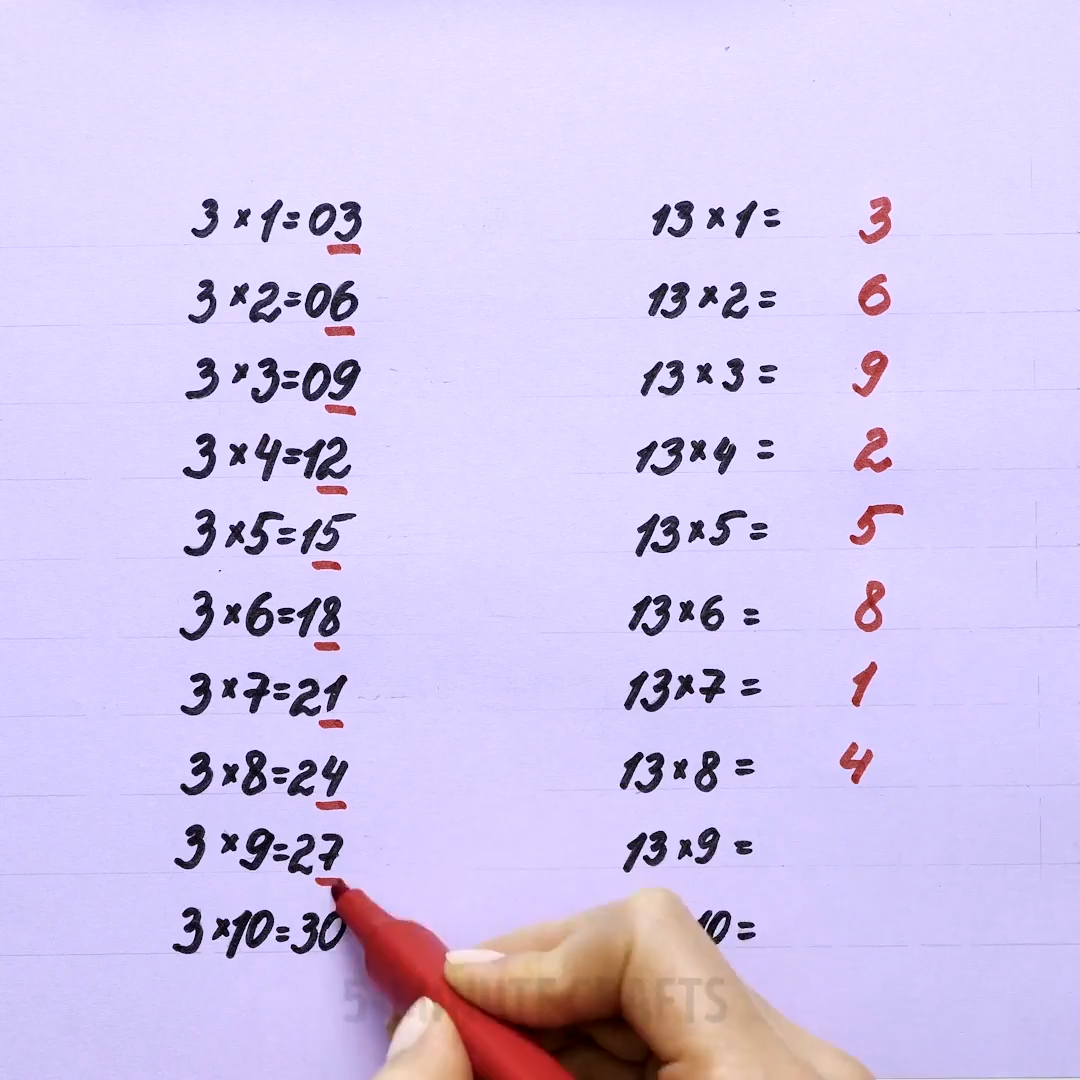 3×1=03 13×1= 3
3×2=06 13×2= 6
3×3=09 13×3= 9
3×4=12 13×4= 2
3×5=15 13×5= 5
3×6=18 13×6= 8
3×7=21 13×7= 1
3×8=24 13×8= 4
3×9=27 13×9=
3×10=30 10=